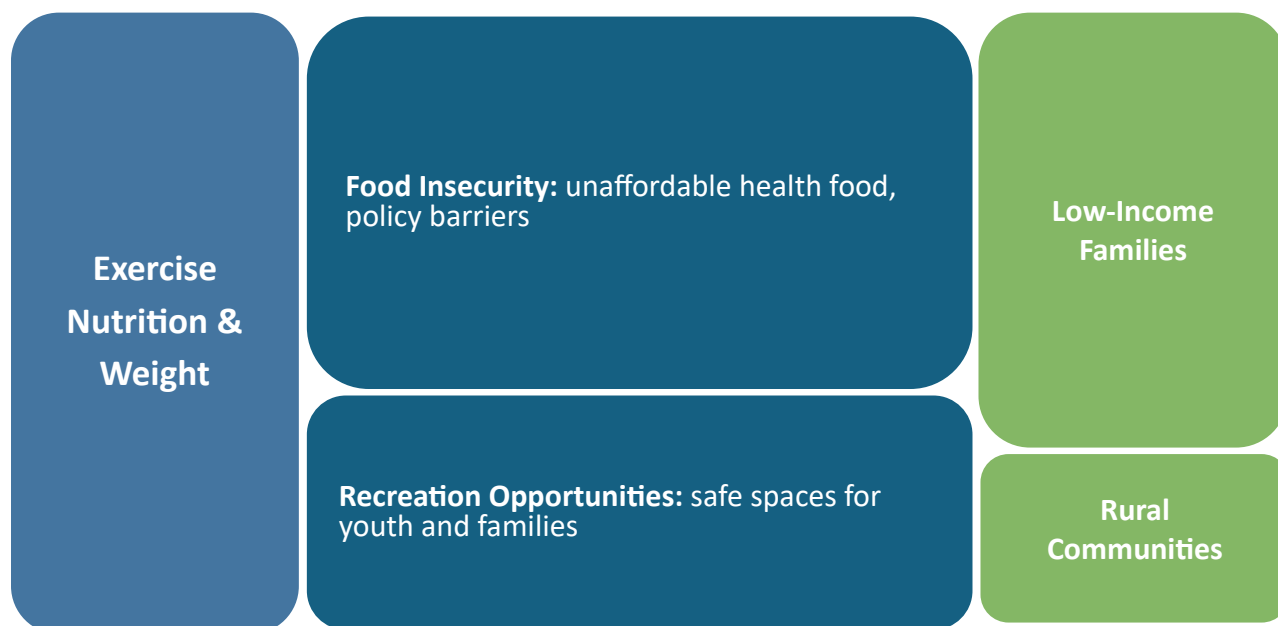 Exercise
Nutrition &
Weight
Food Insecurity: unaffordable health food,
policy barriers
Recreation Opportunities: safe spaces for
youth and families
Low-Income
Families
Rural
Communities